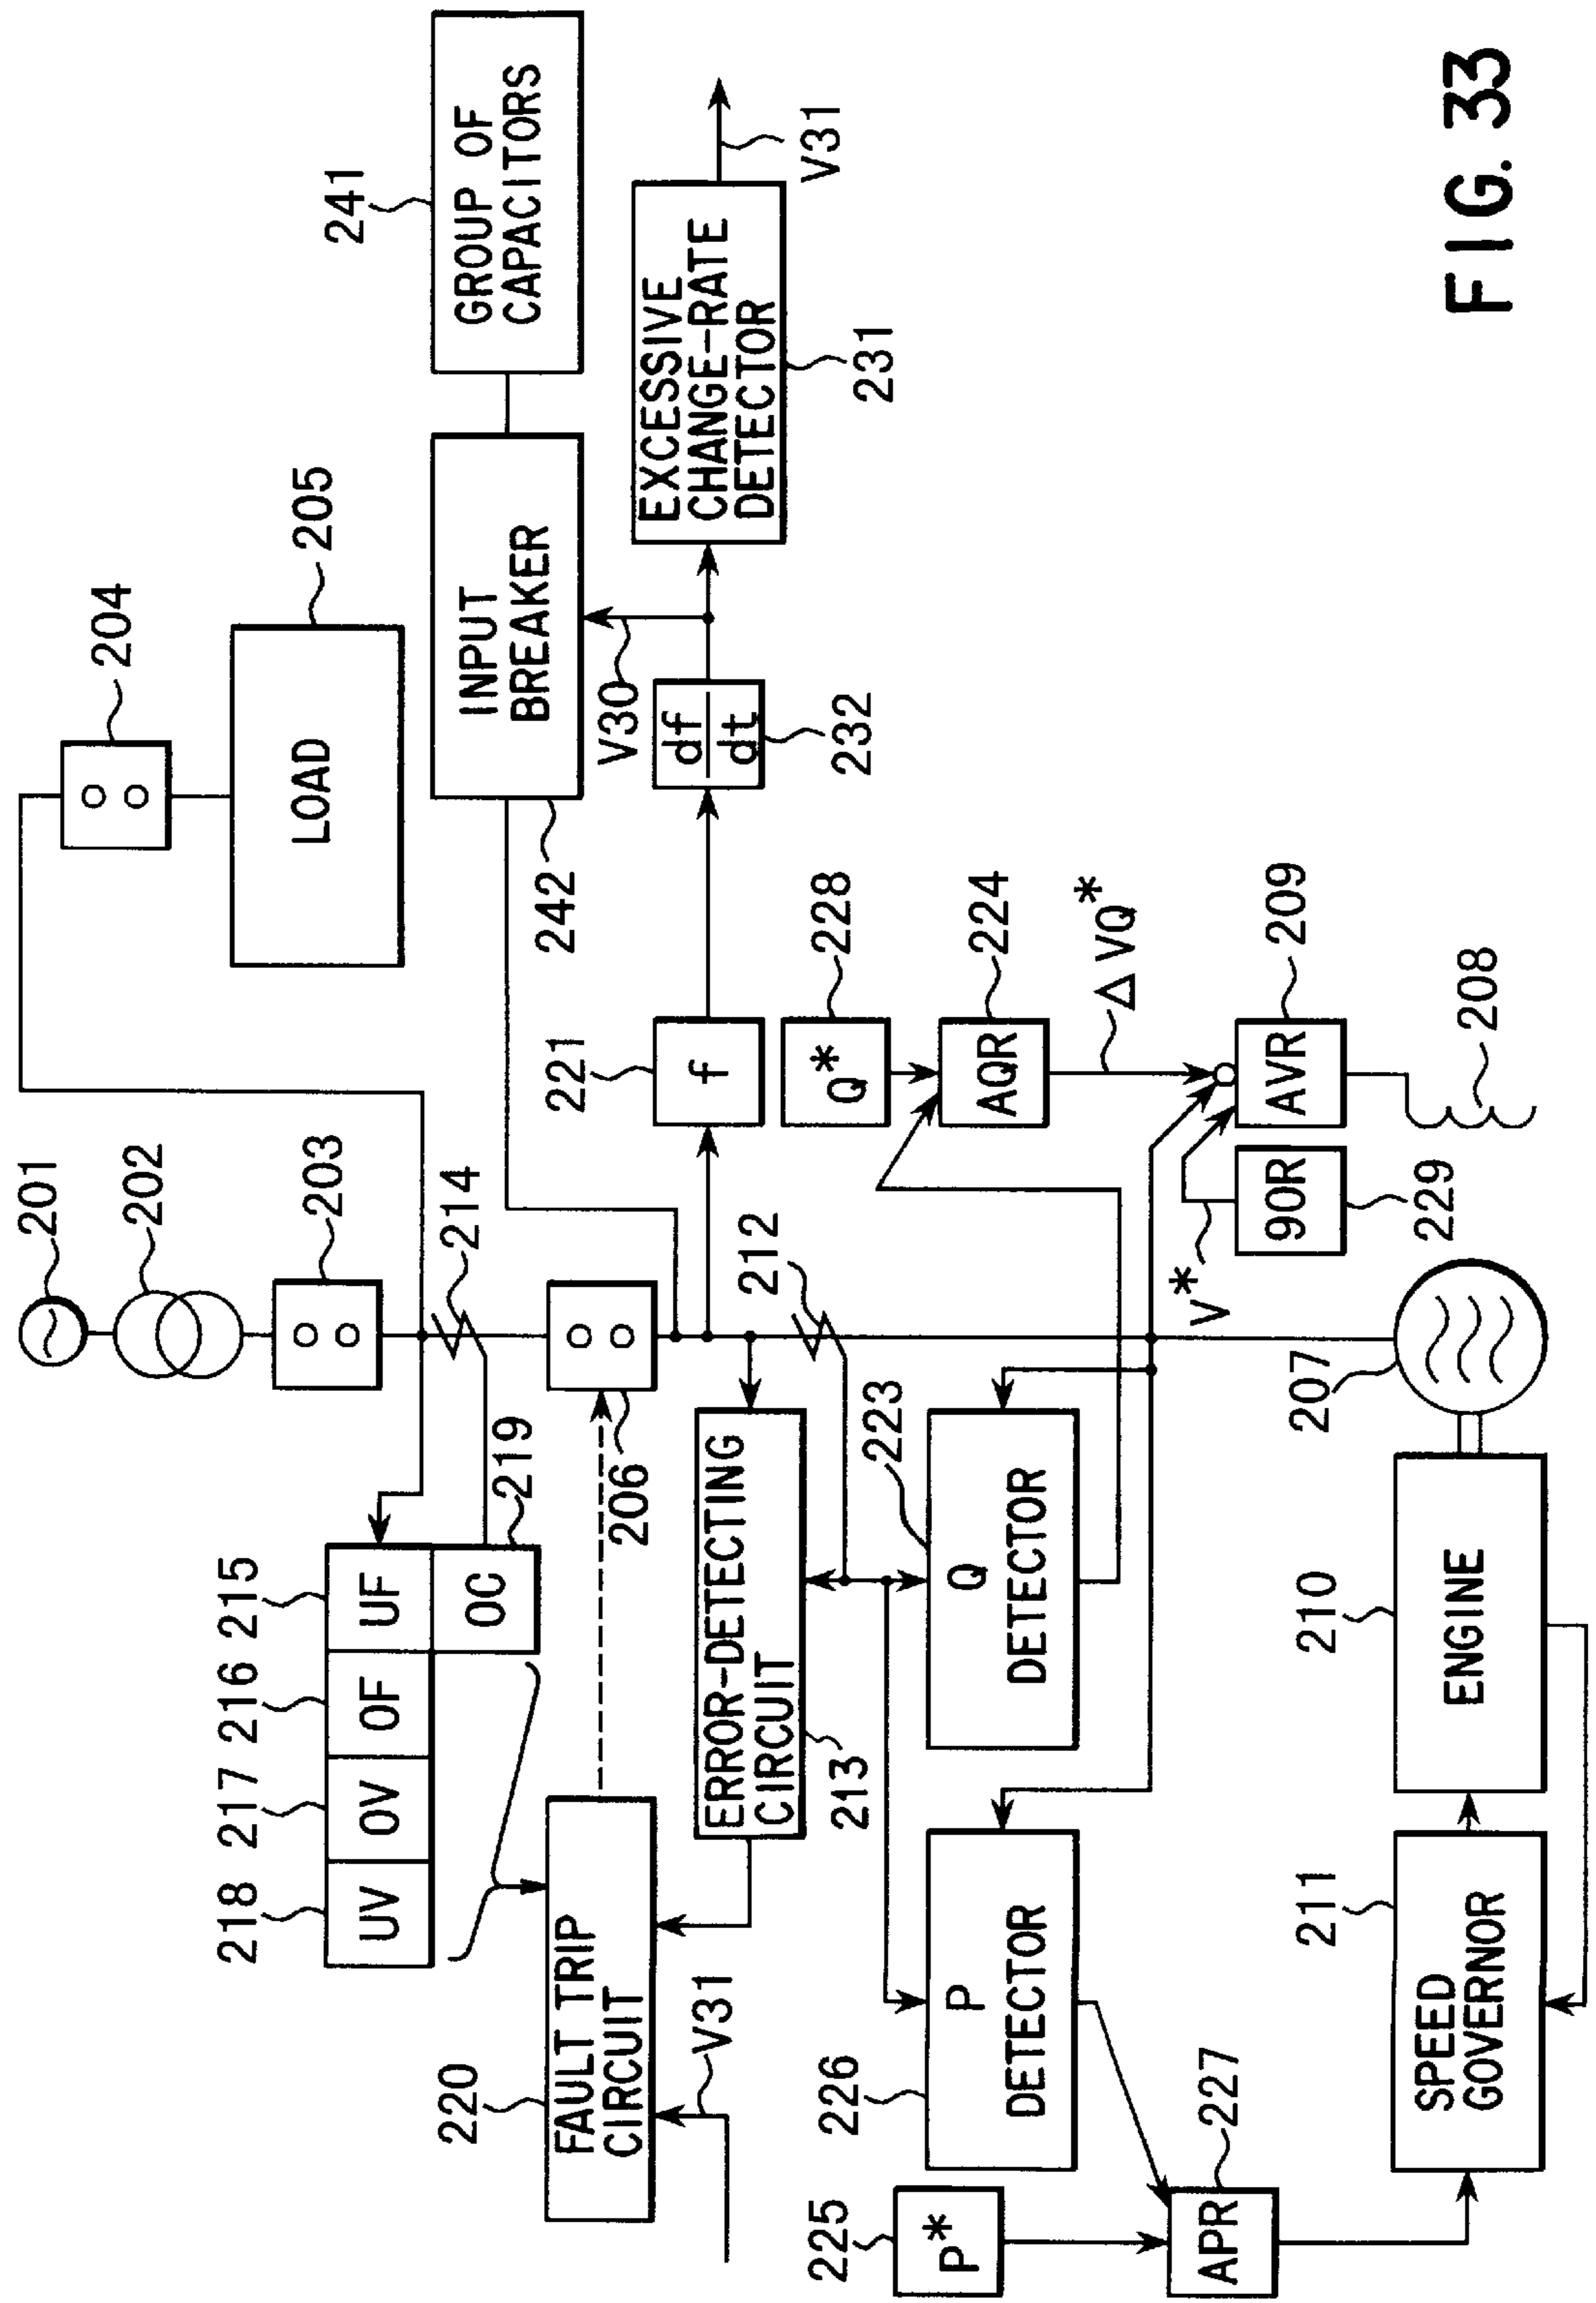 201
202
203
214
204
LOAD
205
218
217
216
215
UV
OV
OF
UF
OC
219
220
FAULT TRIP
CIRCUIT
V31
206
242
INPUT
BREAKER
241
GROUP OF
CAPACITORS
V30
221
f
df
dt
232
EXCESSIVE
CHANGE-RATE
DETECTOR
231
V31
ERROR-DETECTING
CIRCUIT
213
212
225
P*
226
P
DETECTOR
223
Q
DETECTOR
Q*
228
AQR
224
Δ VQ*
APR
227
V*
90R
229
AVR
209
208
211
SPEED
GOVERNOR
210
ENGINE
207
FIG. 33